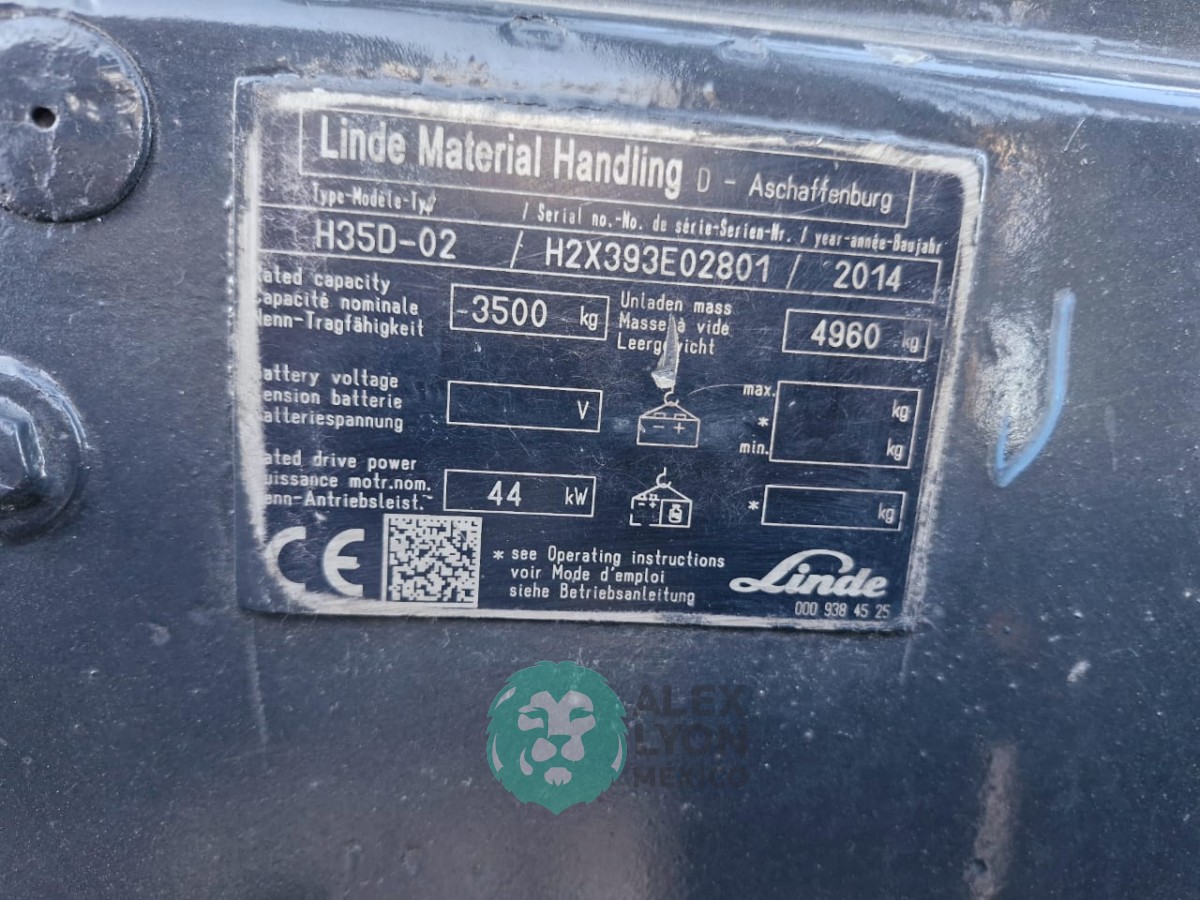 Linde Material Handling D - Aschaffenburg
Type-Modèle-Typ / Serial no.-No. de série-Serien-Nr. / year-année-Baujahr
H35D-02 / H2X393E02801 / 2014
ated capacity
apacité nominale
enn-Tragfähigkeit
3500 kg
Unladen mass
Masse à vide
Leergewicht
4960 kg
attery voltage
ension batterie
atteriespannung
V
max. kg
*
min. kg
ated drive power
uissance motr.nom.
enn-Antriebsleist.
44 kW
* kg
CE
* see Operating instructions
voir Mode d'emploi
siehe Betriebsanleitung
Linde
000 938 45 25
ALEX
LYON
MEXICO